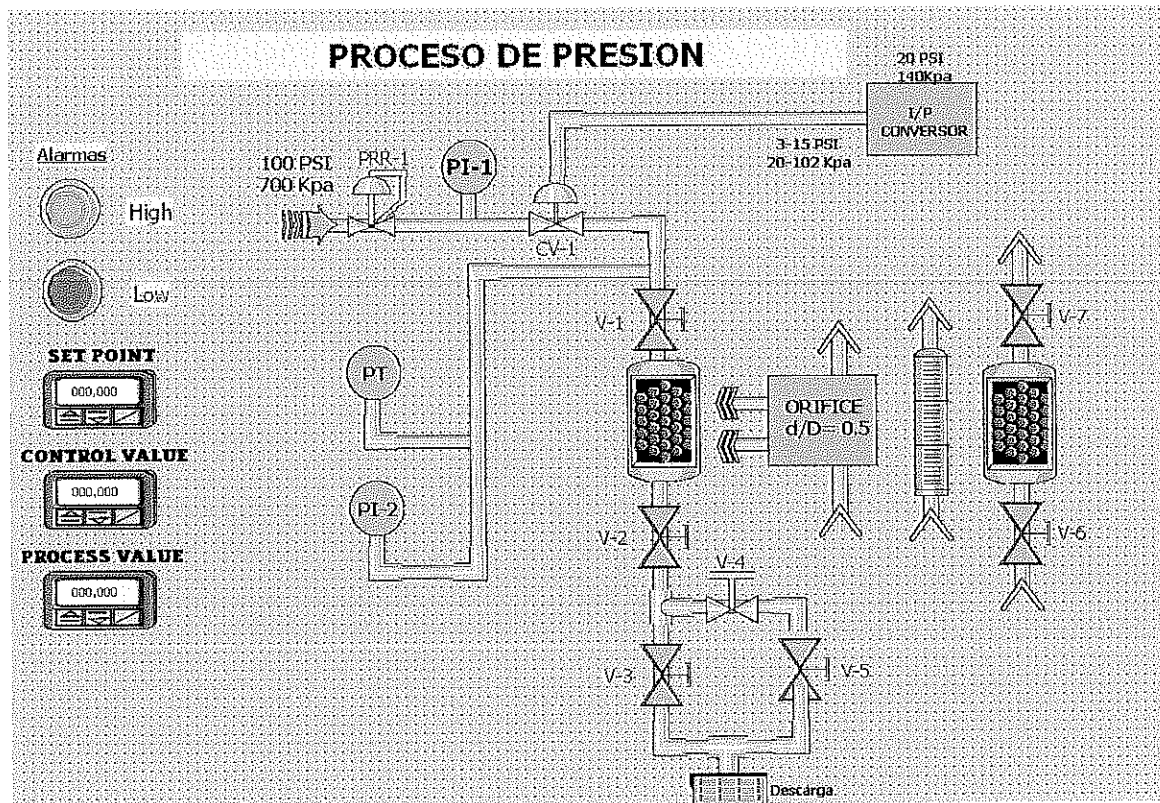 PROCESO DE PRESION
20 PSI
140Kpa
I/P
CONVERSOR
3-15 PSI
20-102 Kpa
Alarmas
High
Low
100 PSI
700 Kpa
PRR-1
PI-1
CV-1
V-1
V-7
SET POINT
000,000
PT
ORIFICE
d/D= 0.5
CONTROL VALUE
000,000
PI-2
V-2
V-6
PROCESS VALUE
000,000
V-4
V-3
V-5
Descarga